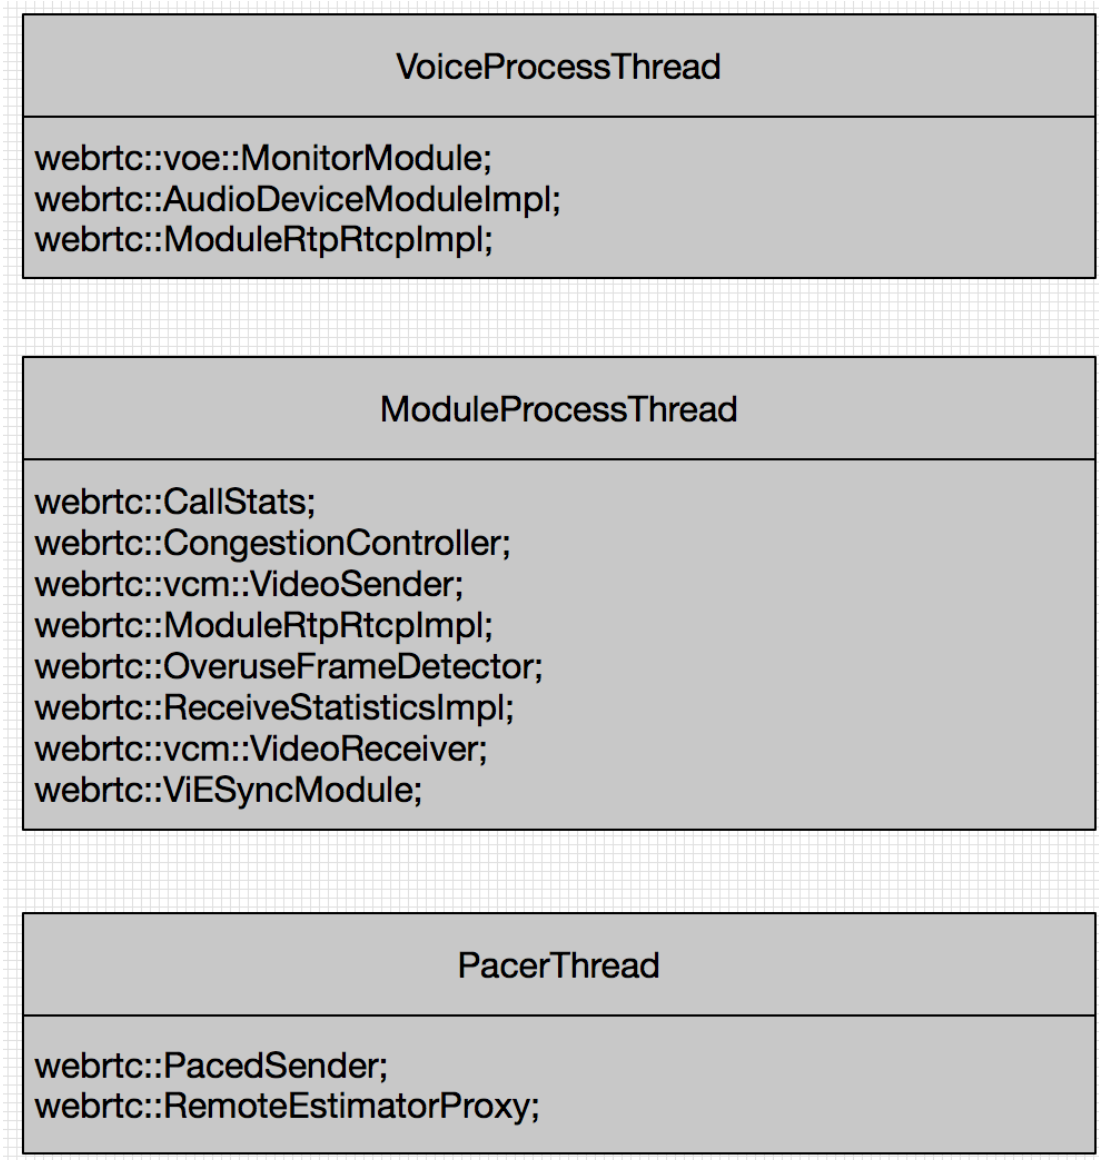 VoiceProcessThread
webrtc::voe::MonitorModule;
webrtc::AudioDeviceModuleImpl;
webrtc::ModuleRtpRtcpImpl;
ModuleProcessThread
webrtc::CallStats;
webrtc::CongestionController;
webrtc::vcm::VideoSender;
webrtc::ModuleRtpRtcpImpl;
webrtc::OveruseFrameDetector;
webrtc::ReceiveStatisticsImpl;
webrtc::vcm::VideoReceiver;
webrtc::ViESyncModule;
PacerThread
webrtc::PacedSender;
webrtc::RemoteEstimatorProxy;